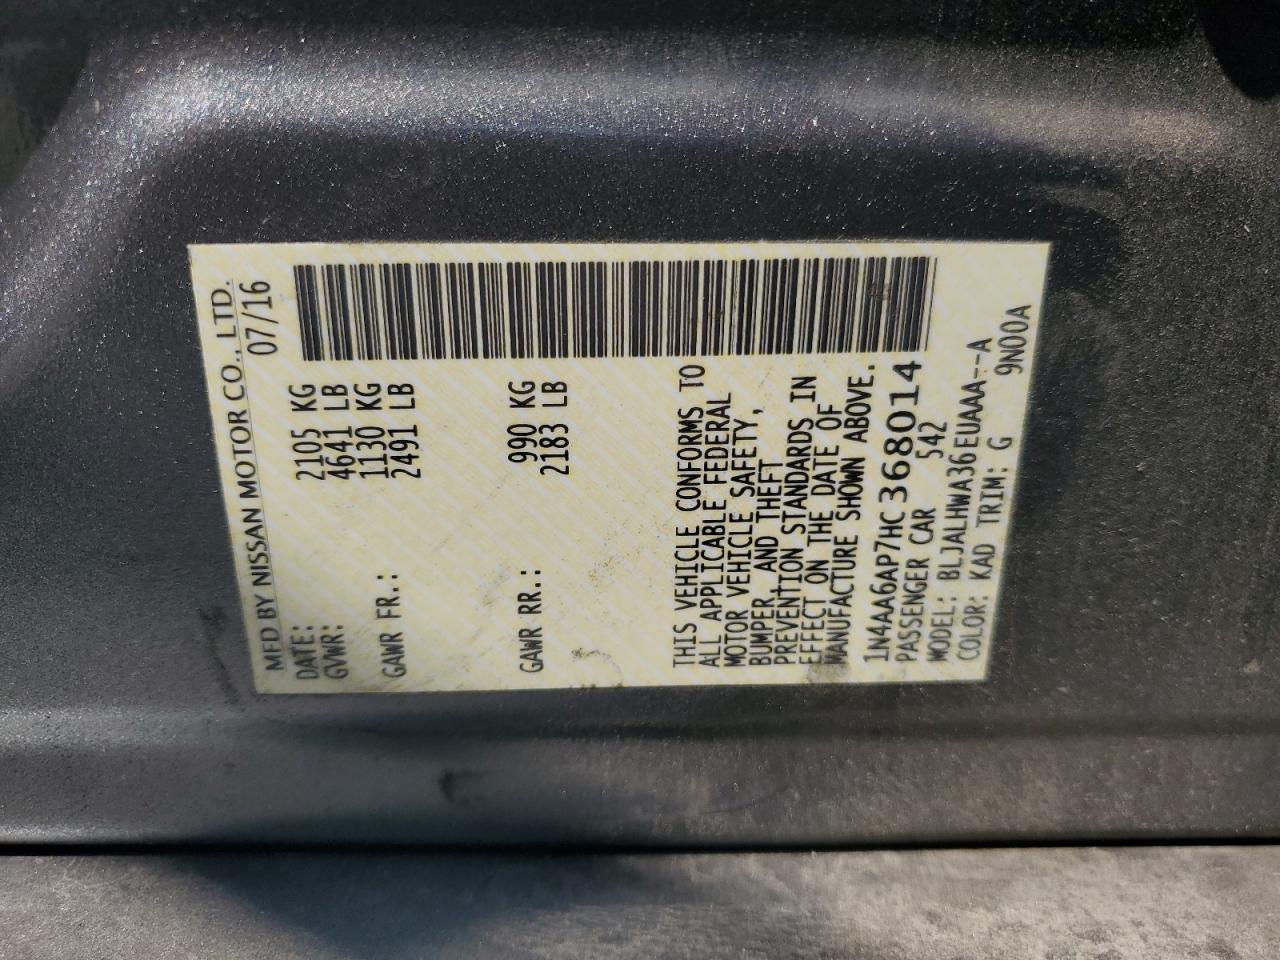 MFD BY NISSAN MOTOR CO., LTD.
DATE: 07/16
GVWR: 2105 KG
4641 LB
GAWR FR.: 1130 KG
2491 LB
GAWR RR.: 990 KG
2183 LB
THIS VEHICLE CONFORMS TO
ALL APPLICABLE FEDERAL
MOTOR VEHICLE SAFETY,
BUMPER, AND THEFT
PREVENTION STANDARDS IN
EFFECT ON THE DATE OF
MANUFACTURE SHOWN ABOVE.
1N4AA6AP7HC368014
PASSENGER CAR 542
MODEL: BLJALHWA36EUAAA--A
COLOR: KAD TRIM: G 9N00A